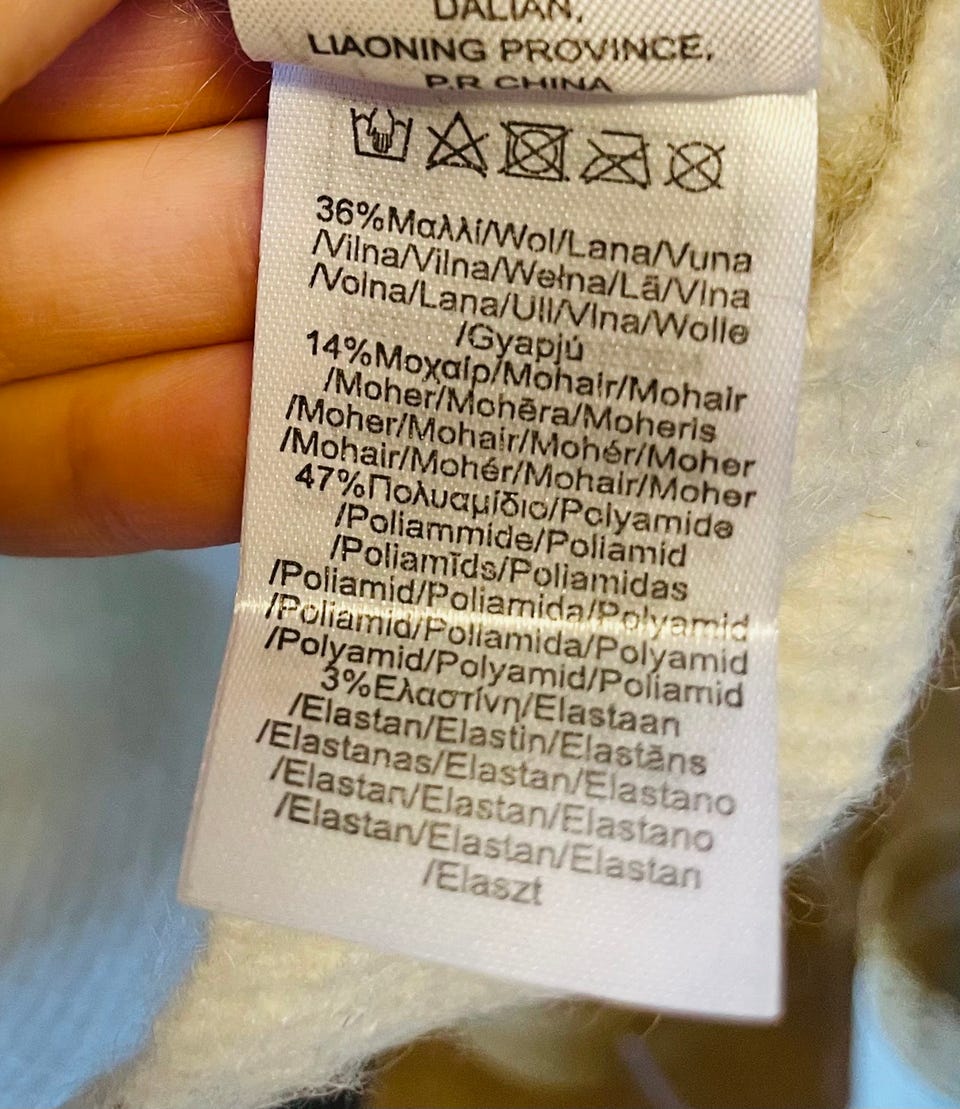 DALIAN,
LIAONING PROVINCE,
P.R CHINA
36%Μαλλί/Wol/Lana/Vuna
/Vilna/Vilna/Wełna/Lã/Vlna
/Volna/Lana/Ull/Vlna/Wolle
/Gyapjú
14%Μοχαίρ/Mohair/Mohair
/Moher/Mohēra/Moheris
/Moher/Mohair/Mohér/Moher
/Mohair/Mohér/Mohair/Moher
47%Πολυαμίδιο/Polyamide
/Poliammide/Poliamid
/Poliamīds/Poliamidas
/Poliamid/Poliamida/Polyamid
/Poliamid/Poliamida/Polyamid
/Polyamid/Polyamid/Poliamid
3%Ελαστίνη/Elastaan
/Elastan/Elastin/Elastāns
/Elastanas/Elastan/Elastano
/Elastan/Elastan/Elastano
/Elastan/Elastan/Elastan
/Elaszt